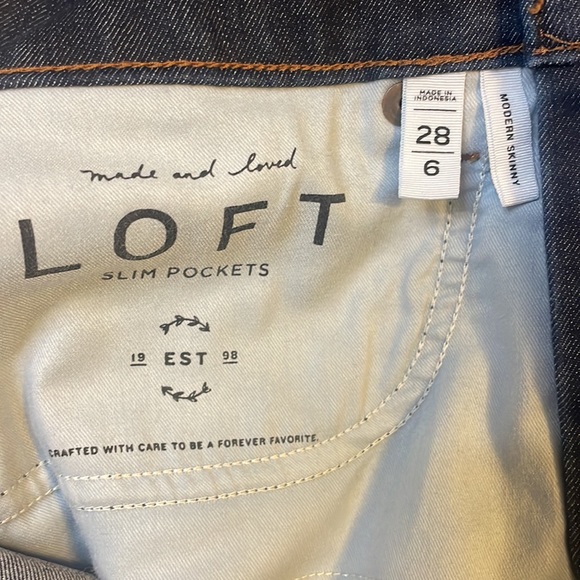 made and loved
LOFT
SLIM POCKETS
19 EST 98
CRAFTED WITH CARE TO BE A FOREVER FAVORITE.
MADE IN
INDONESIA
28
6
MODERN SKINNY